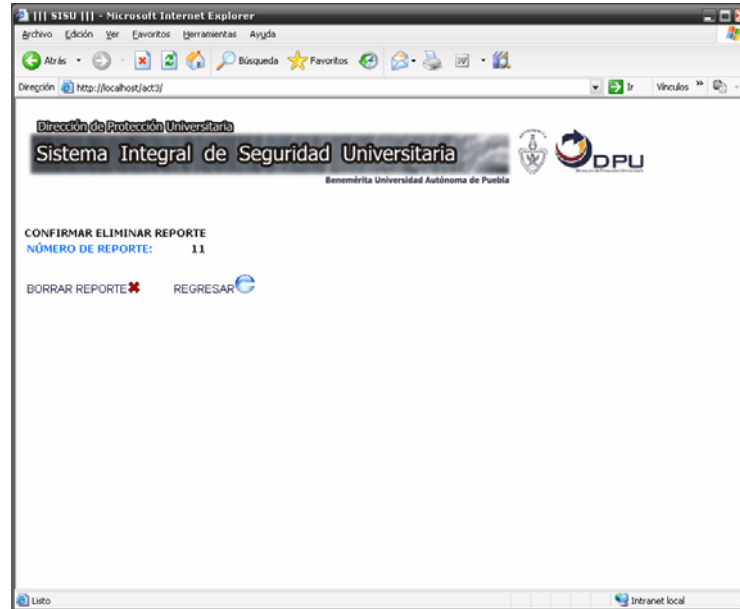 ||| SISU ||| - Microsoft Internet Explorer
Archivo Edición Ver Favoritos Herramientas Ayuda
Atrás Búsqueda Favoritos
Dirección http://localhost/act3/ Ir Vínculos »
Dirección de Protección Universitaria
Sistema Integral de Seguridad Universitaria
DPU
Benemérita Universidad Autónoma de Puebla
CONFIRMAR ELIMINAR REPORTE
NÚMERO DE REPORTE: 11
BORRAR REPORTE REGRESAR
Listo Intranet local